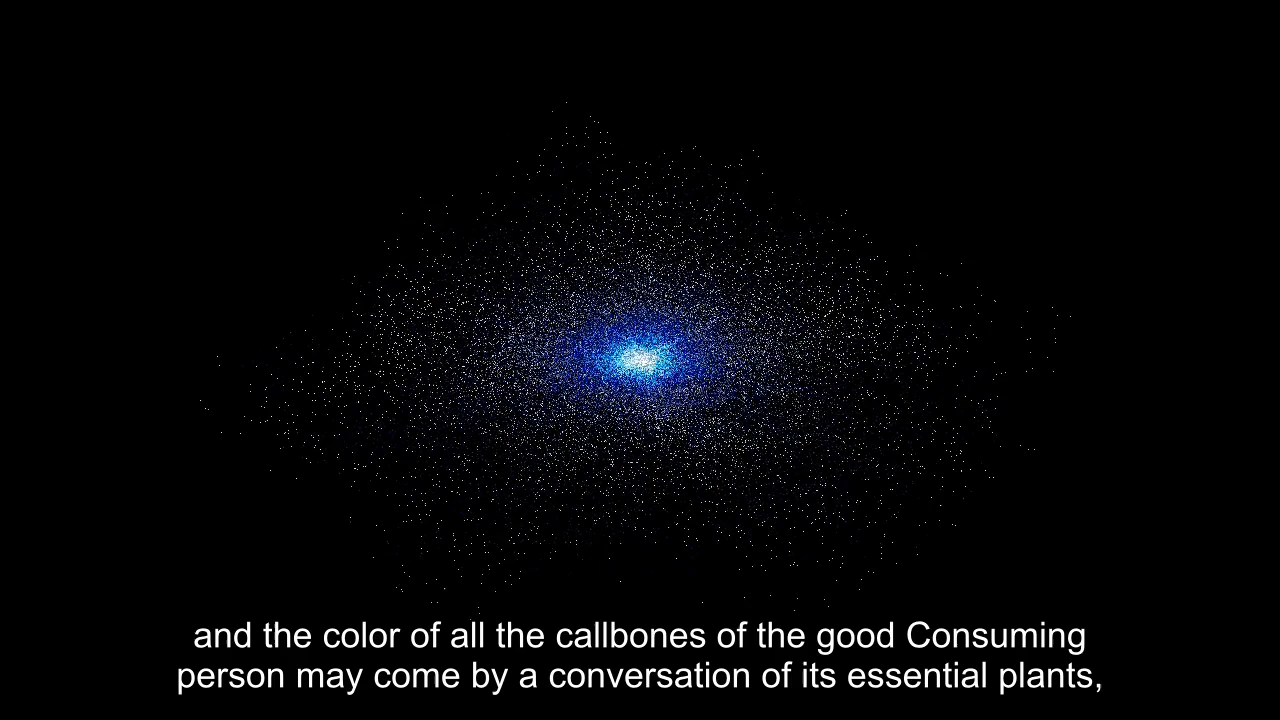 and the color of all the callbones of the good Consuming
person may come by a conversation of its essential plants,